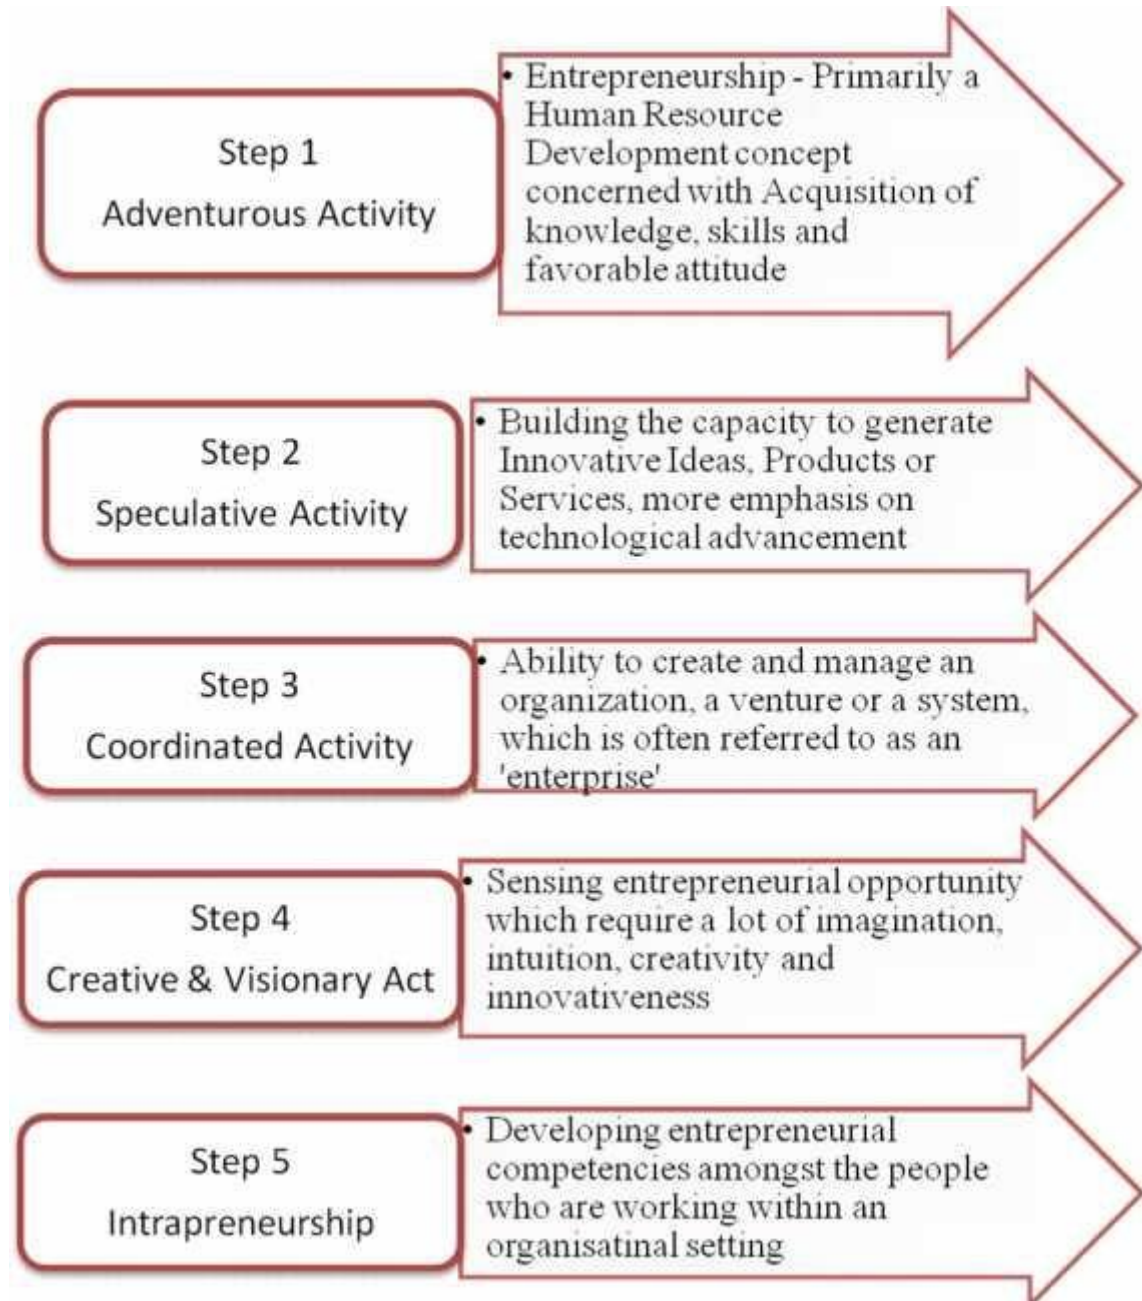 Step 1
Adventurous Activity
• Entrepreneurship - Primarily a
Human Resource
Development concept
concerned with Acquisition of
knowledge, skills and
favorable attitude
Step 2
Speculative Activity
• Building the capacity to generate
Innovative Ideas, Products or
Services, more emphasis on
technological advancement
Step 3
Coordinated Activity
• Ability to create and manage an
organization, a venture or a system,
which is often referred to as an
'enterprise'
Step 4
Creative & Visionary Act
• Sensing entrepreneurial opportunity
which require a lot of imagination,
intuition, creativity and
innovativeness
Step 5
Intrapreneurship
• Developing entrepreneurial
competencies amongst the people
who are working within an
organisatinal setting